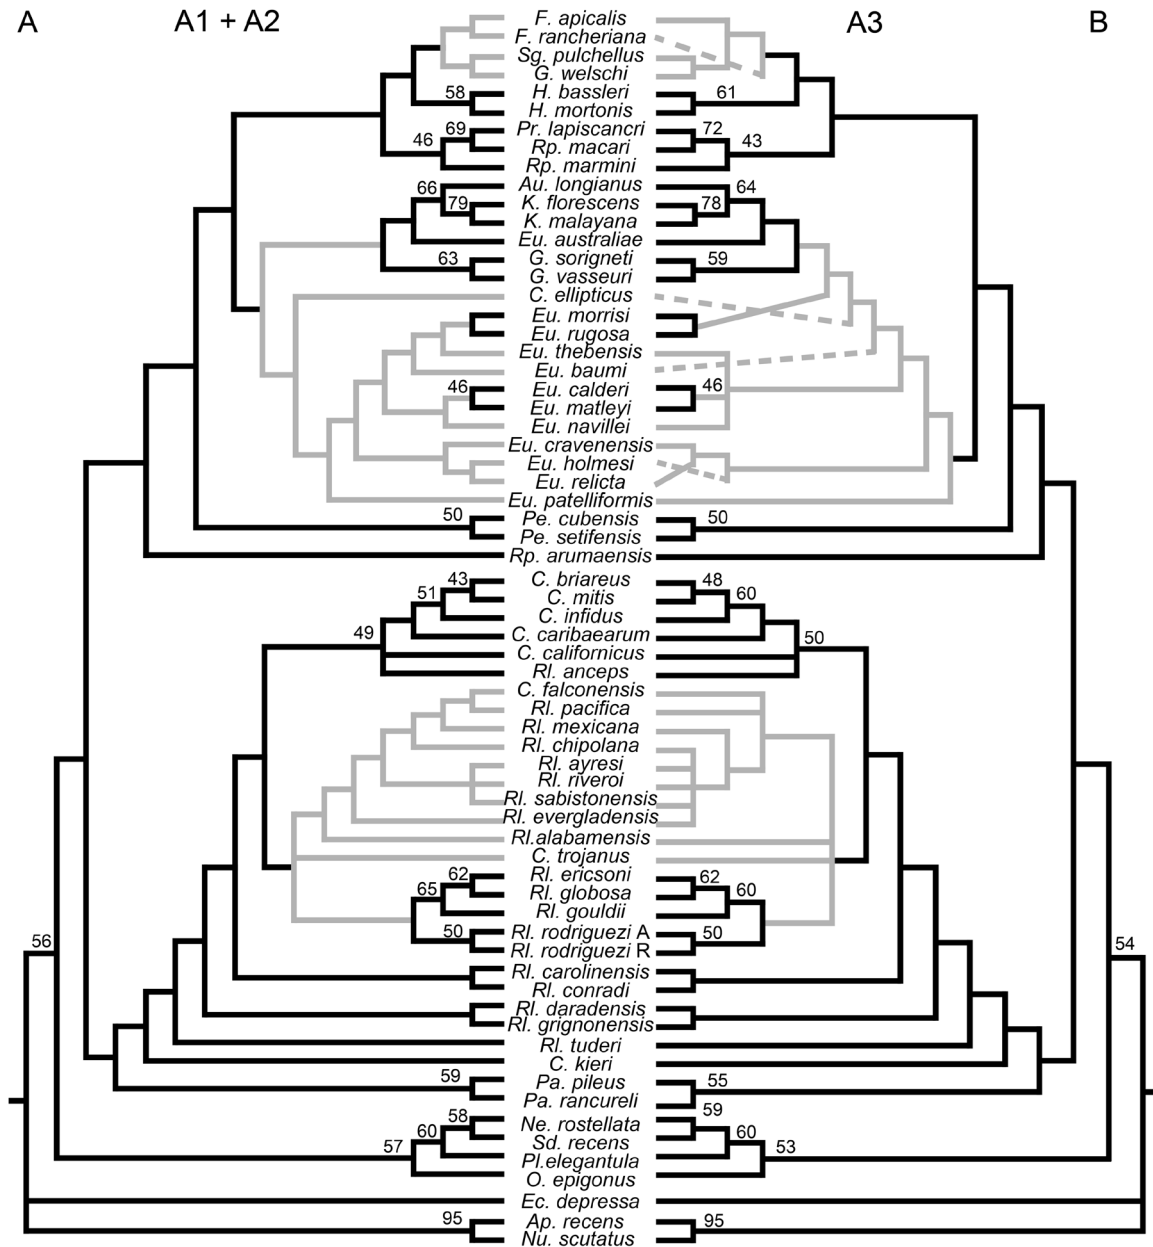 A A1 + A2 A3 B
F. apicalis
F. rancheriana
Sg. pulchellus
G. welschi
58 H. bassleri 61
H. mortonis
69 Pr. lapiscancri 72
46 Rp. macari 43
Rp. marmini
66 Au. longianus 64
79 K. florescens 78
K. malayana
Eu. australiae
63 G. sorigneti 59
G. vasseuri
C. ellipticus
Eu. morrisi
Eu. rugosa
Eu. thebensis
Eu. baumi
46 Eu. calderi 46
Eu. matleyi
Eu. navillei
Eu. cravenensis
Eu. holmesi
Eu. relicta
Eu. patelliformis
50 Pe. cubensis 50
Pe. setifensis
Rp. arumaensis
43 C. briareus 48
51 C. mitis 60
C. infidus
49 C. caribaearum 50
C. californicus
Rl. anceps
C. falconensis
Rl. pacifica
Rl. mexicana
Rl. chipolana
Rl. ayresi
Rl. riveroi
Rl. sabistonensis
Rl. evergladensis
Rl.alabamensis
C. trojanus
62 Rl. ericsoni 62
65 Rl. globosa 60
Rl. gouldii
50 Rl. rodriguezi A 50
56 Rl. rodriguezi R 54
Rl. carolinensis
Rl. conradi
Rl. daradensis
Rl. grignonensis
Rl. tuderi
C. kieri
59 Pa. pileus 55
Pa. rancureli
58 Ne. rostellata 59
60 Sd. recens 60
57 Pl.elegantula 53
O. epigonus
Ec. depressa
95 Ap. recens 95
Nu. scutatus